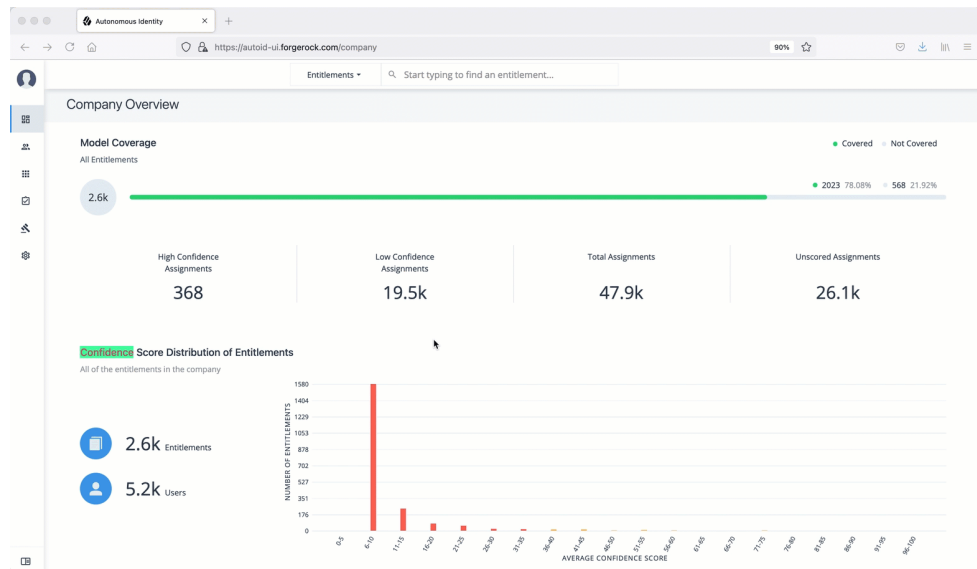 Autonomous Identity
https://autoid-ui.forgerock.com/company
90%
Entitlements
Start typing to find an entitlement...
Company Overview
Model Coverage
Covered Not Covered
All Entitlements
2023 78.08% 568 21.92%
2.6k
High Confidence Assignments
368
Low Confidence Assignments
19.5k
Total Assignments
47.9k
Unscored Assignments
26.1k
Confidence Score Distribution of Entitlements
All of the entitlements in the company
2.6k Entitlements
5.2k Users
NUMBER OF ENTITLEMENTS
1580
1404
1229
1053
878
702
527
351
176
0
0-5 6-10 11-15 16-20 21-25 26-30 31-35 36-40 41-45 46-50 51-55 56-60 61-65 66-70 71-75 76-80 81-85 86-90 91-95 96-100
AVERAGE CONFIDENCE SCORE